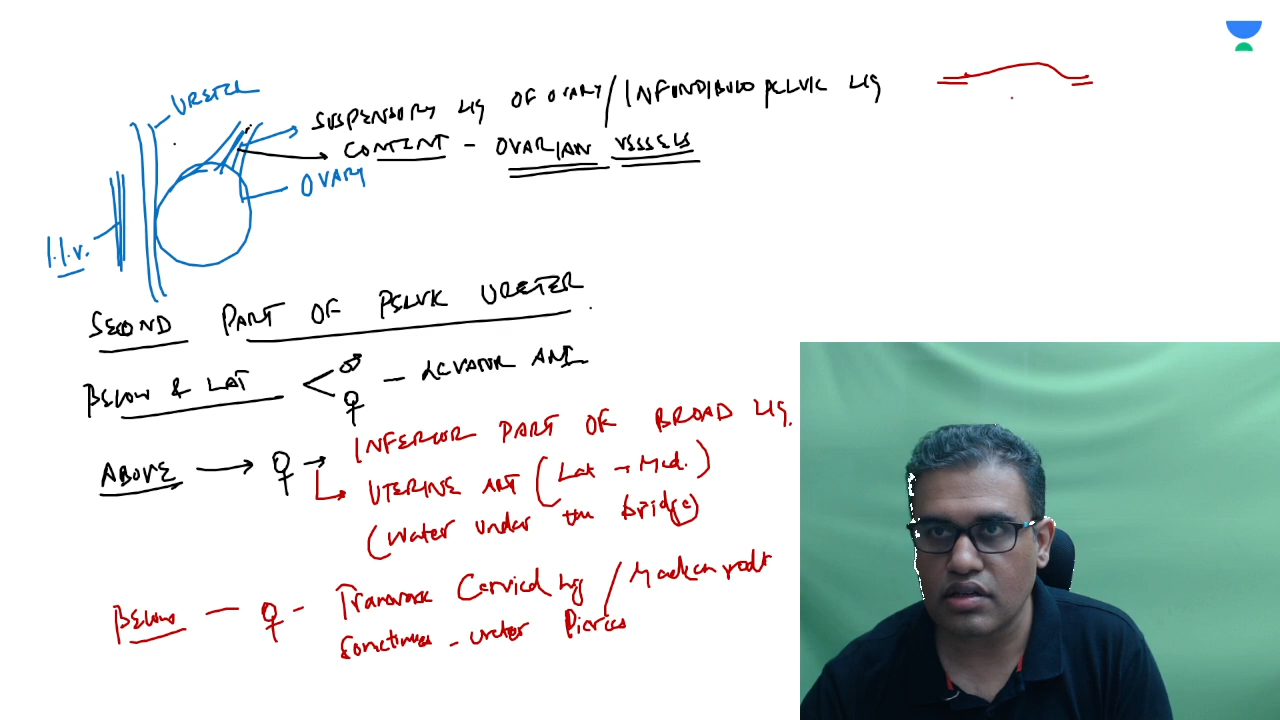 URETER
SUSPENSORY LIG OF OVARY / INFUNDIBULO PELVIC LIG
CONTENT - OVARIAN VESSELS
OVARY
I.I.V.
SECOND PART OF PELVIC URETER
BELOW & LAT < ♂ ♀ - LEVATOR ANI
ABOVE → ♀ → INFERIOR PART OF BROAD LIG.
UTERINE ART (Lat → Med.)
(water under the bridge)
BELOW - ♀ - Transverse Cervical lig / Mackenrodt
Sometimes - ureter Pierces